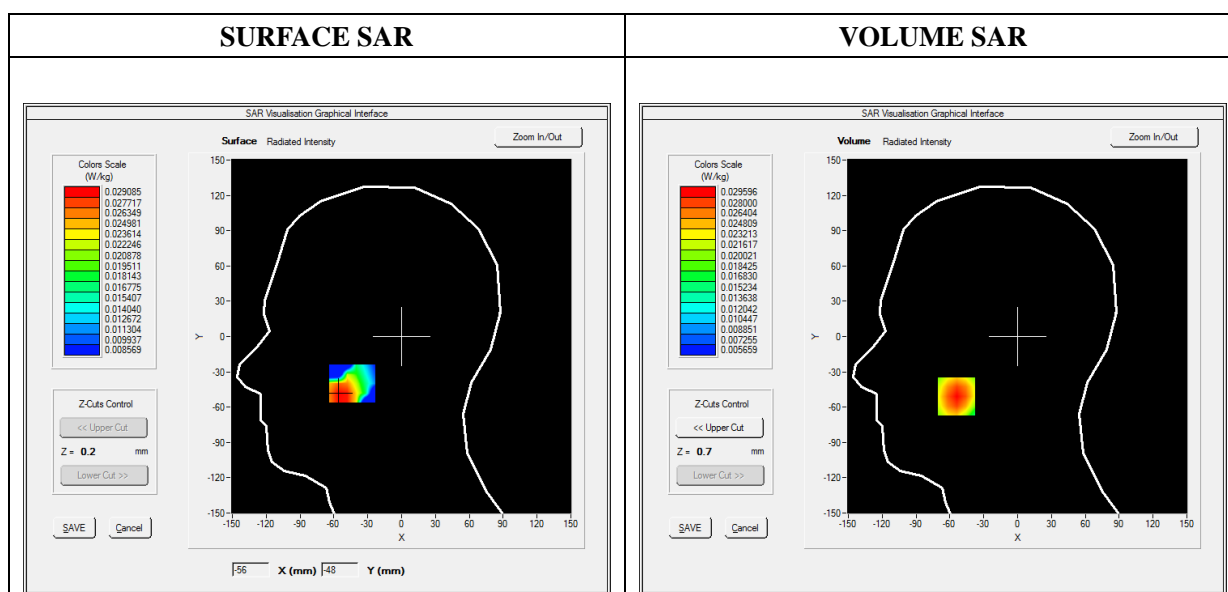 SURFACE SAR
VOLUME SAR
SAR Visualisation Graphical Interface
Surface Radiated Intensity
Zoom In/Out
Colors Scale
(W/kg)
0.029085
0.027717
0.026349
0.024981
0.023614
0.022246
0.020878
0.019511
0.018143
0.016775
0.015407
0.014040
0.012672
0.011304
0.009937
0.008569
Z-Cuts Control
<< Upper Cut
Z = 0.2 mm
Lower Cut >>
SAVE Cancel
150
120
90
60
30
0
-30
-60
-90
-120
-150
Y
-150 -120 -90 -60 -30 0 30 60 90 120 150
X
-56 X (mm) -48 Y (mm)
SAR Visualisation Graphical Interface
Volume Radiated Intensity
Zoom In/Out
Colors Scale
(W/kg)
0.029596
0.028000
0.026404
0.024809
0.023213
0.021617
0.020021
0.018425
0.016830
0.015234
0.013638
0.012042
0.010447
0.008851
0.007255
0.005659
Z-Cuts Control
<< Upper Cut
Z = 0.7 mm
Lower Cut >>
SAVE Cancel
150
120
90
60
30
0
-30
-60
-90
-120
-150
Y
-150 -120 -90 -60 -30 0 30 60 90 120 150
X